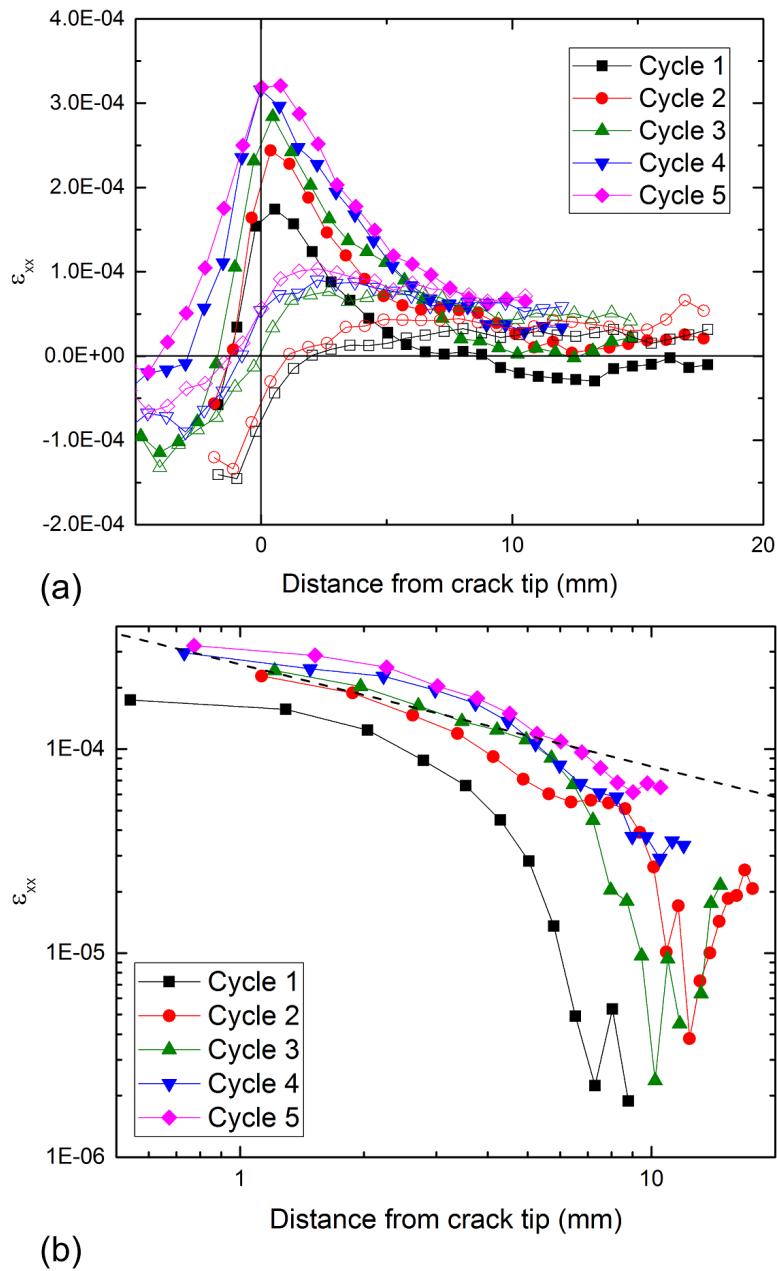 4.0E-04
3.0E-04
2.0E-04
1.0E-04
0.0E+00
-1.0E-04
-2.0E-04
εxx
Cycle 1
Cycle 2
Cycle 3
Cycle 4
Cycle 5
0
10
20
Distance from crack tip (mm)
(a)
1E-04
1E-05
1E-06
εxx
Cycle 1
Cycle 2
Cycle 3
Cycle 4
Cycle 5
1
10
Distance from crack tip (mm)
(b)